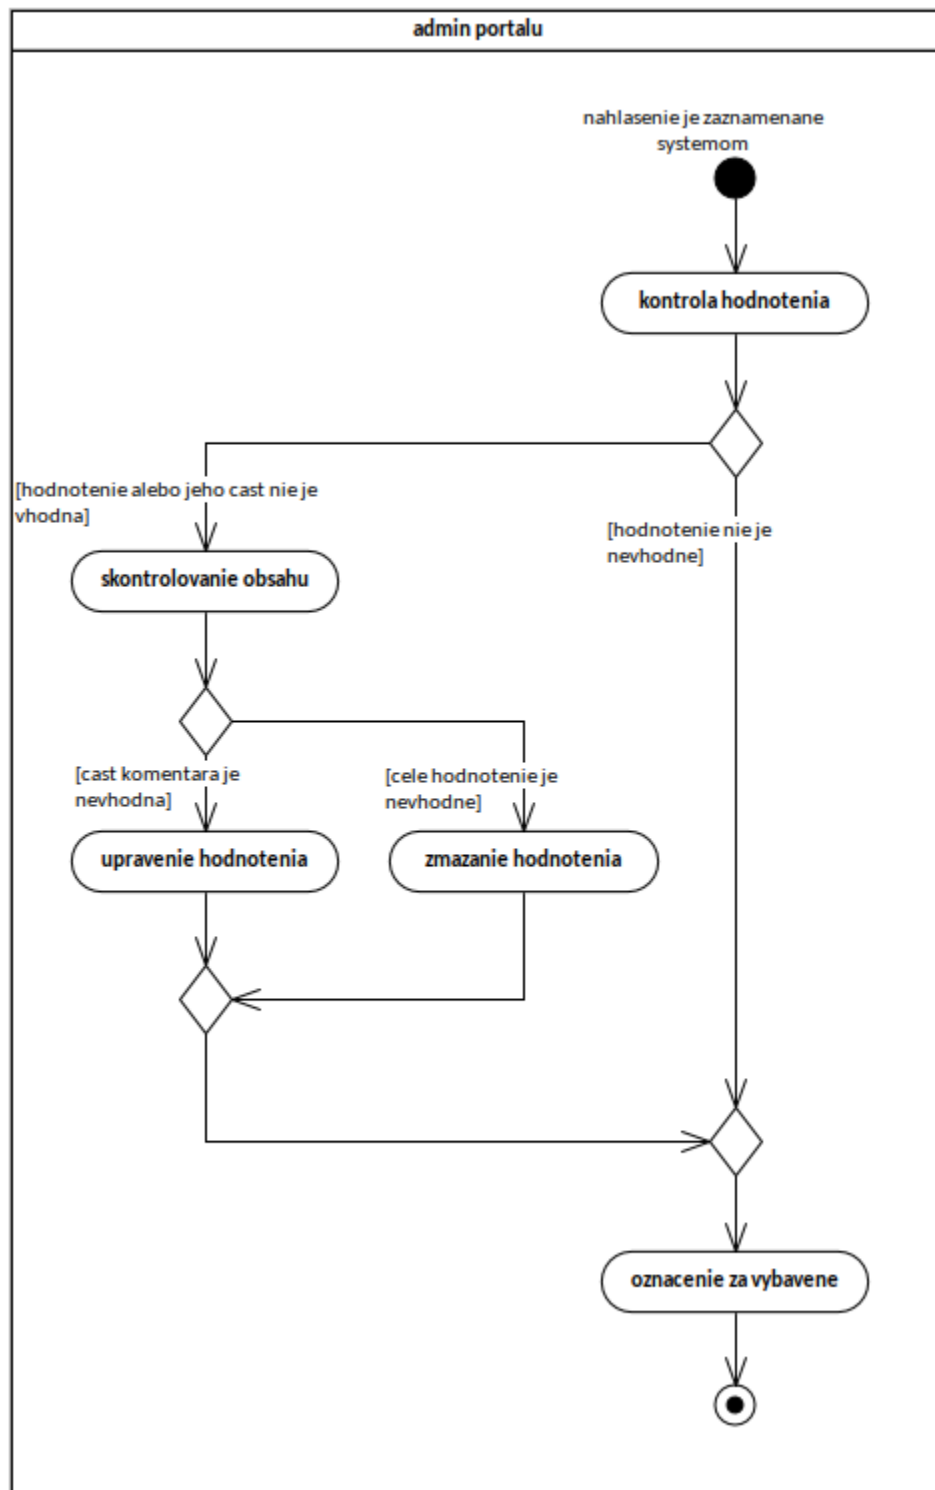 admin portalu
nahlasenie je zaznamenane
systemom
kontrola hodnotenia
[hodnotenie alebo jeho cast nie je
vhodna]
[hodnotenie nie je
nevhodne]
skontrolovanie obsahu
[cast komentara je
nevhodna]
[cele hodnotenie je
nevhodne]
upravenie hodnotenia
zmazanie hodnotenia
oznacenie za vybavene